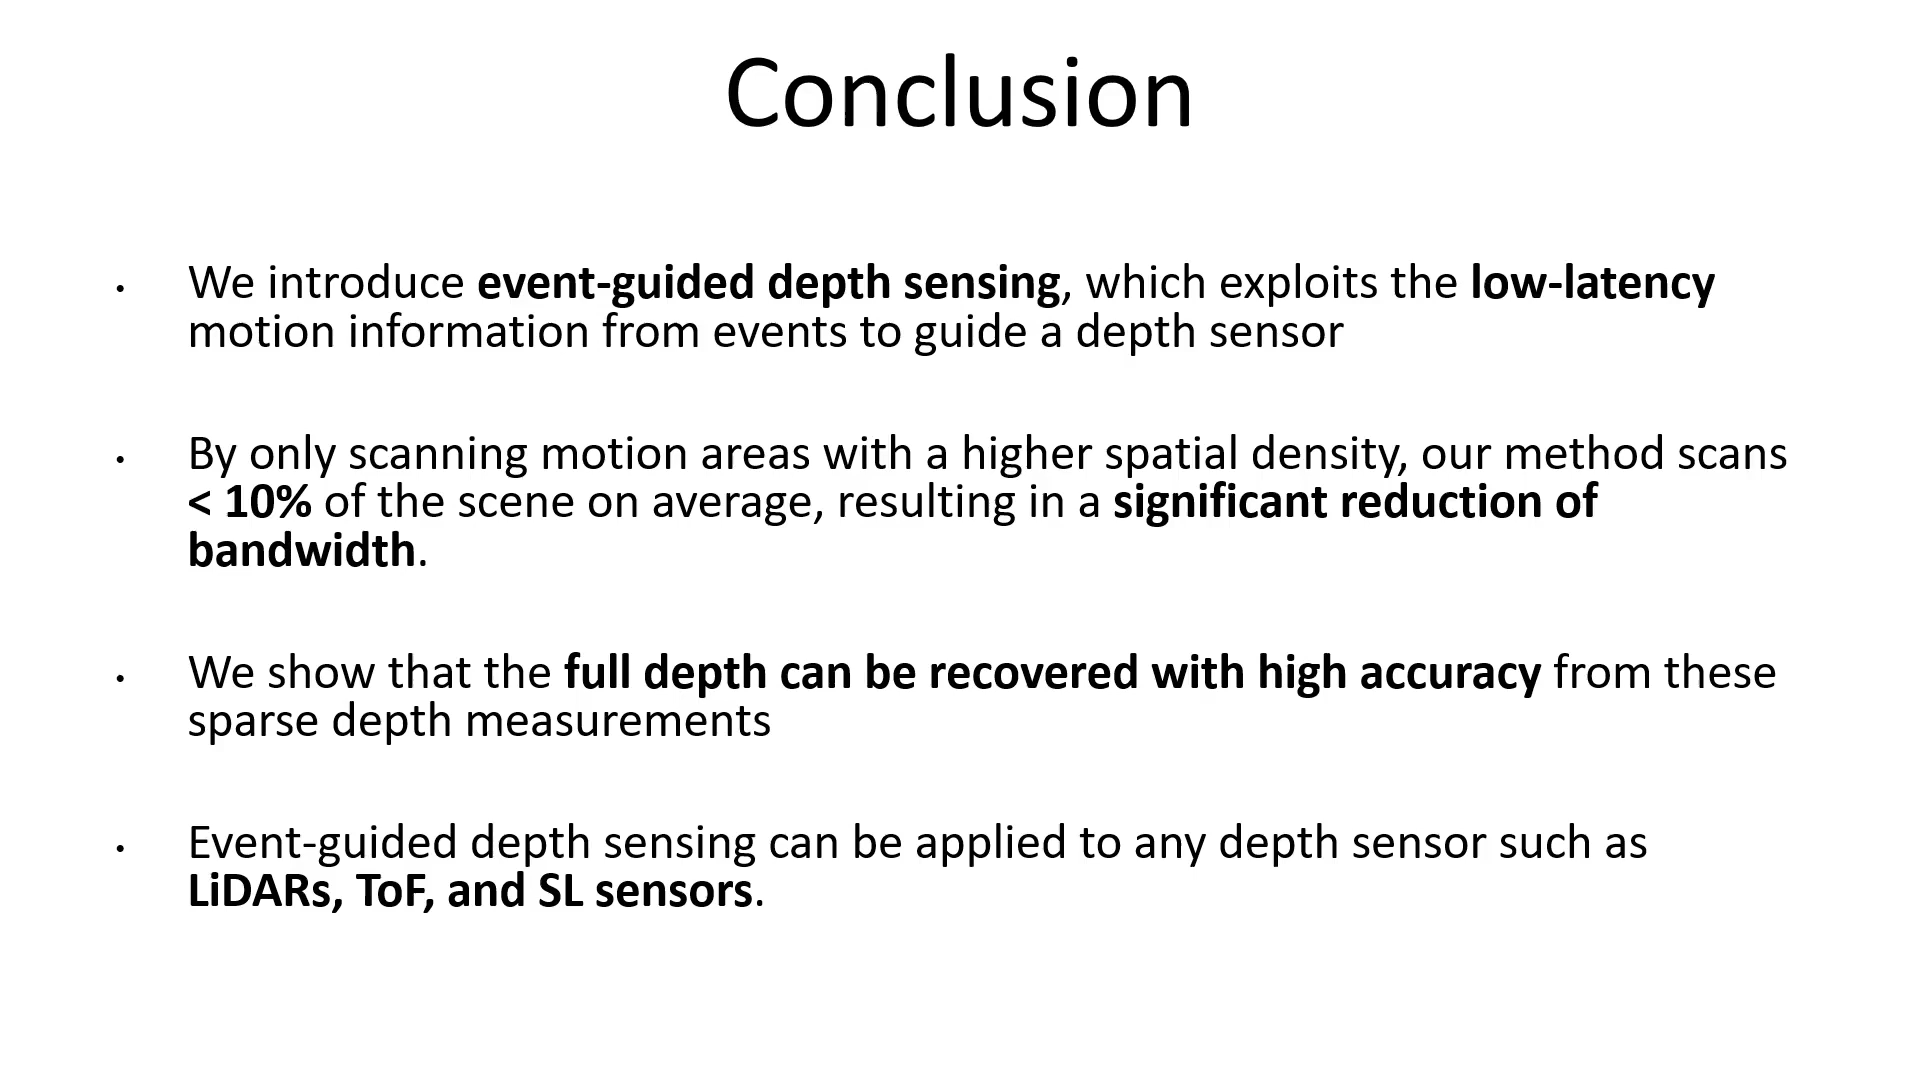 Conclusion
• We introduce event-guided depth sensing, which exploits the low-latency
motion information from events to guide a depth sensor
• By only scanning motion areas with a higher spatial density, our method scans
< 10% of the scene on average, resulting in a significant reduction of
bandwidth.
• We show that the full depth can be recovered with high accuracy from these
sparse depth measurements
• Event-guided depth sensing can be applied to any depth sensor such as
LiDARs, ToF, and SL sensors.